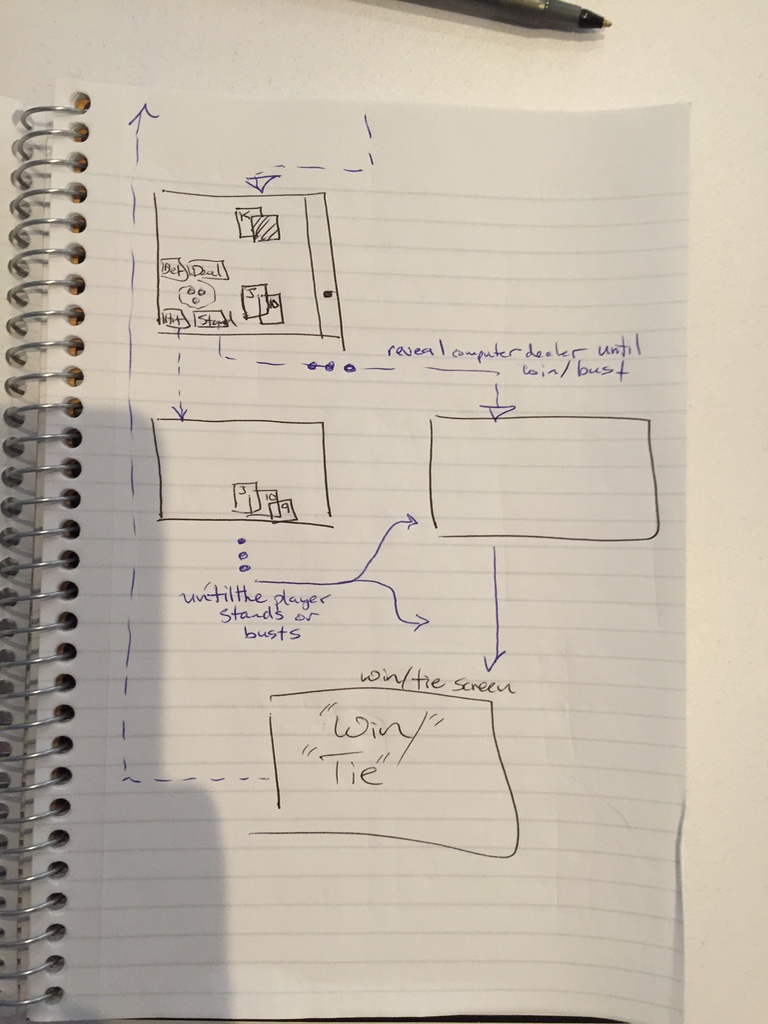 K
Bet Deal
J 10
Hit Stand
reveal computer dealer until
win/bust
J 10 9
until the player
stands or
busts
win/tie screen
"Win/"
"Tie"